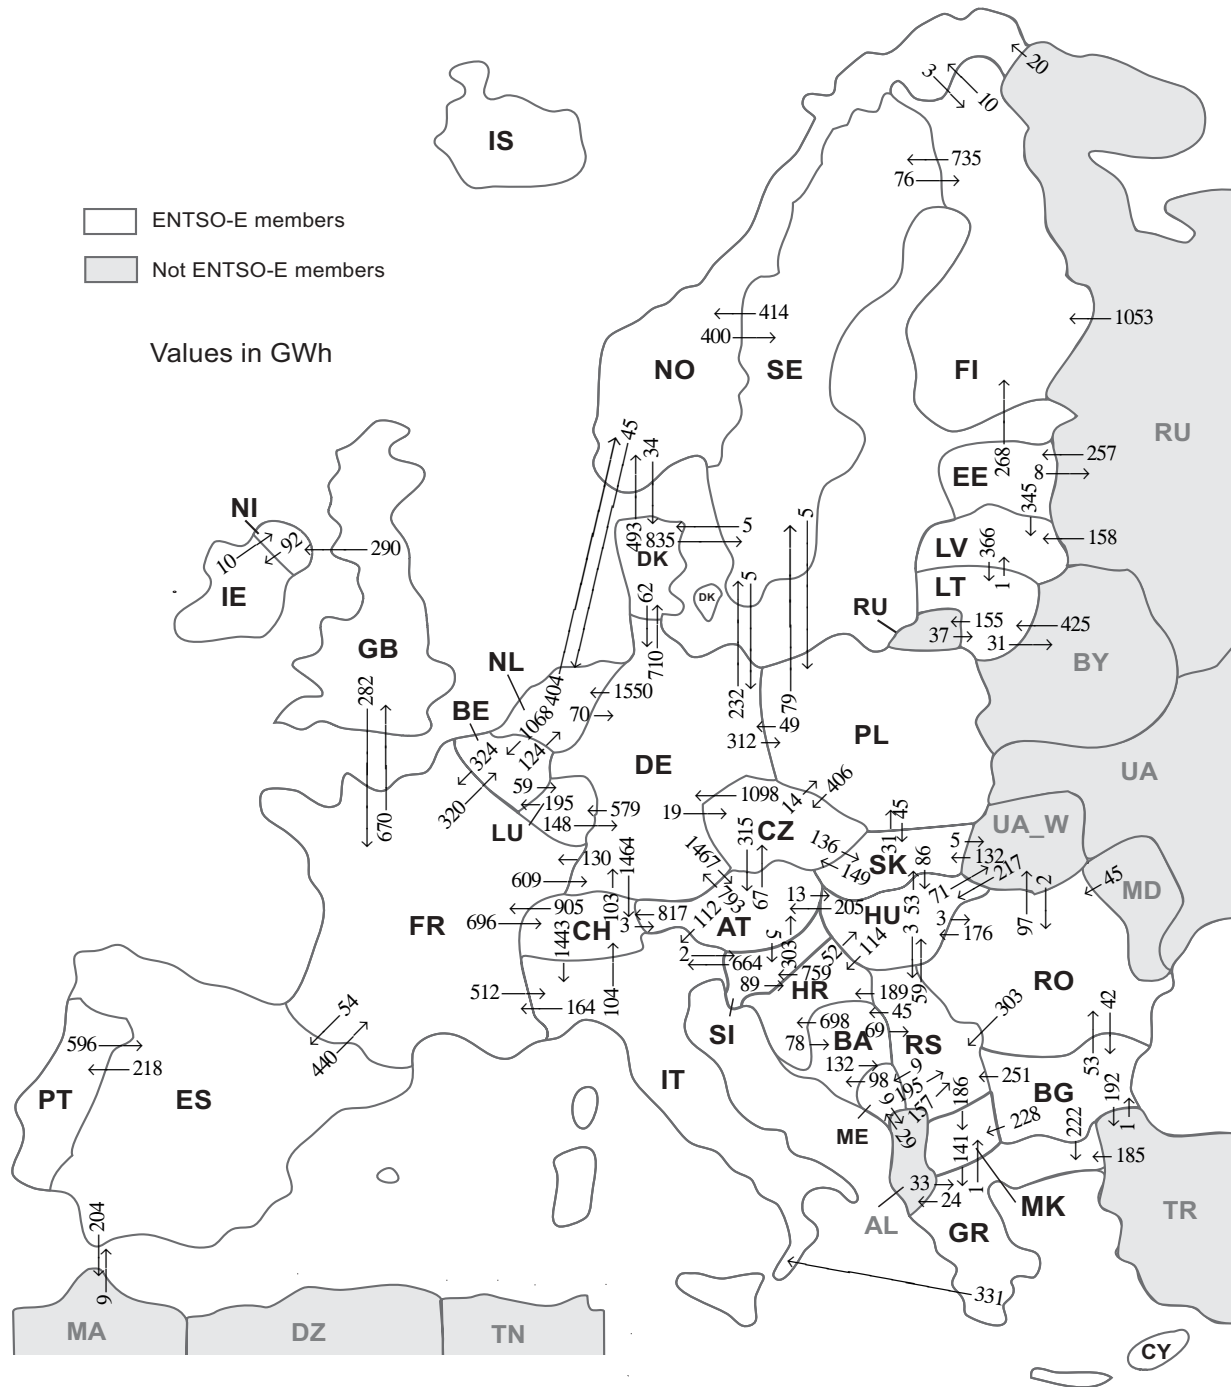 20
3
10
IS
735
76
ENTSO-E members
Not ENTSO-E members
Values in GWh
414
400
1053
NO
SE
FI
RU
45
34
268
257
EE
8
345
NI
493
5
5
92
290
835
10
DK
366
158
LV
IE
62
5
DK
LT
1
RU
155
425
37
31
GB
NL
710
BY
282
404
1550
BE
1068
70
232
79
49
324
124
312
PL
DE
UA
59
1098
14
406
320
195
579
19
CZ
45
UA_W
LU
148
315
31
5
670
136
130
1464
1467
SK
86
132
149
217
609
793
67
71
2
45
MD
905
103
13
53
FR
696
817
112
205
HU
3
CH
3
AT
97
1443
5
303
114
3
176
2
664
52
759
RO
512
104
89
HR
189
59
164
45
303
42
54
SI
698
69
596
440
78
BA
RS
IT
132
9
53
218
98
195
251
192
PT
ES
9
157
186
BG
ME
29
228
222
1
141
185
33
24
1
MK
204
AL
GR
TR
9
331
MA
DZ
TN
CY